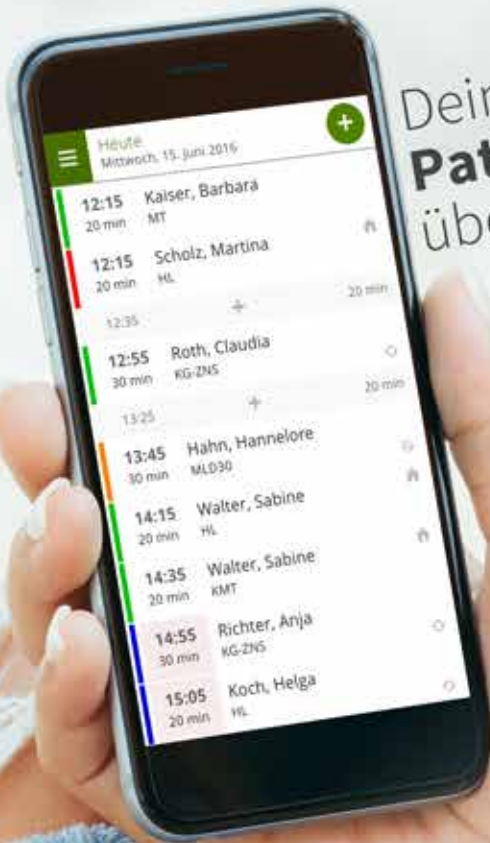 Heute
Mittwoch, 15. Juni 2016
12:15 Kaiser, Barbara
20 min MT
12:15 Scholz, Martina
20 min HL
12:35 20 min
12:55 Roth, Claudia
30 min KG-ZNS
13:25 20 min
13:45 Hahn, Hannelore
30 min MLD30
14:15 Walter, Sabine
20 min HL
14:35 Walter, Sabine
20 min KMT
14:55 Richter, Anja
30 min KG-ZNS
15:05 Koch, Helga
20 min HL